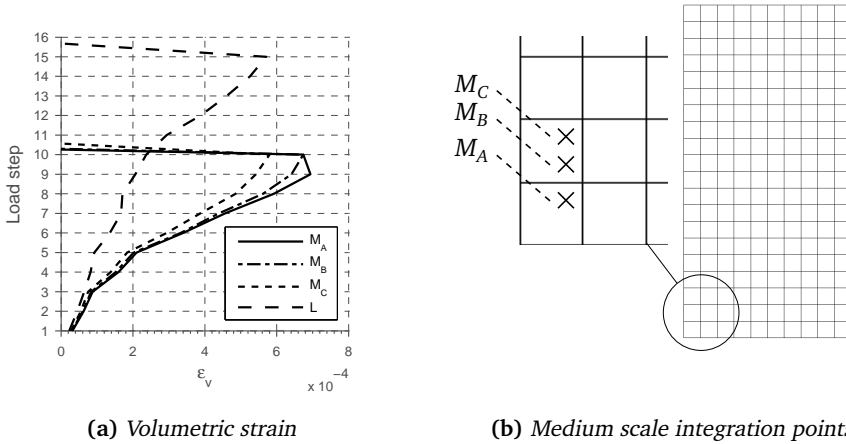 16
15
14
13
12
11
10
9
8
7
6
5
4
3
2
1
Load step
0 2 4 6 8
ε_v
x 10^−4
M_A
M_B
M_C
L
(a) Volumetric strain
M_C
M_B
M_A
(b) Medium scale integration point